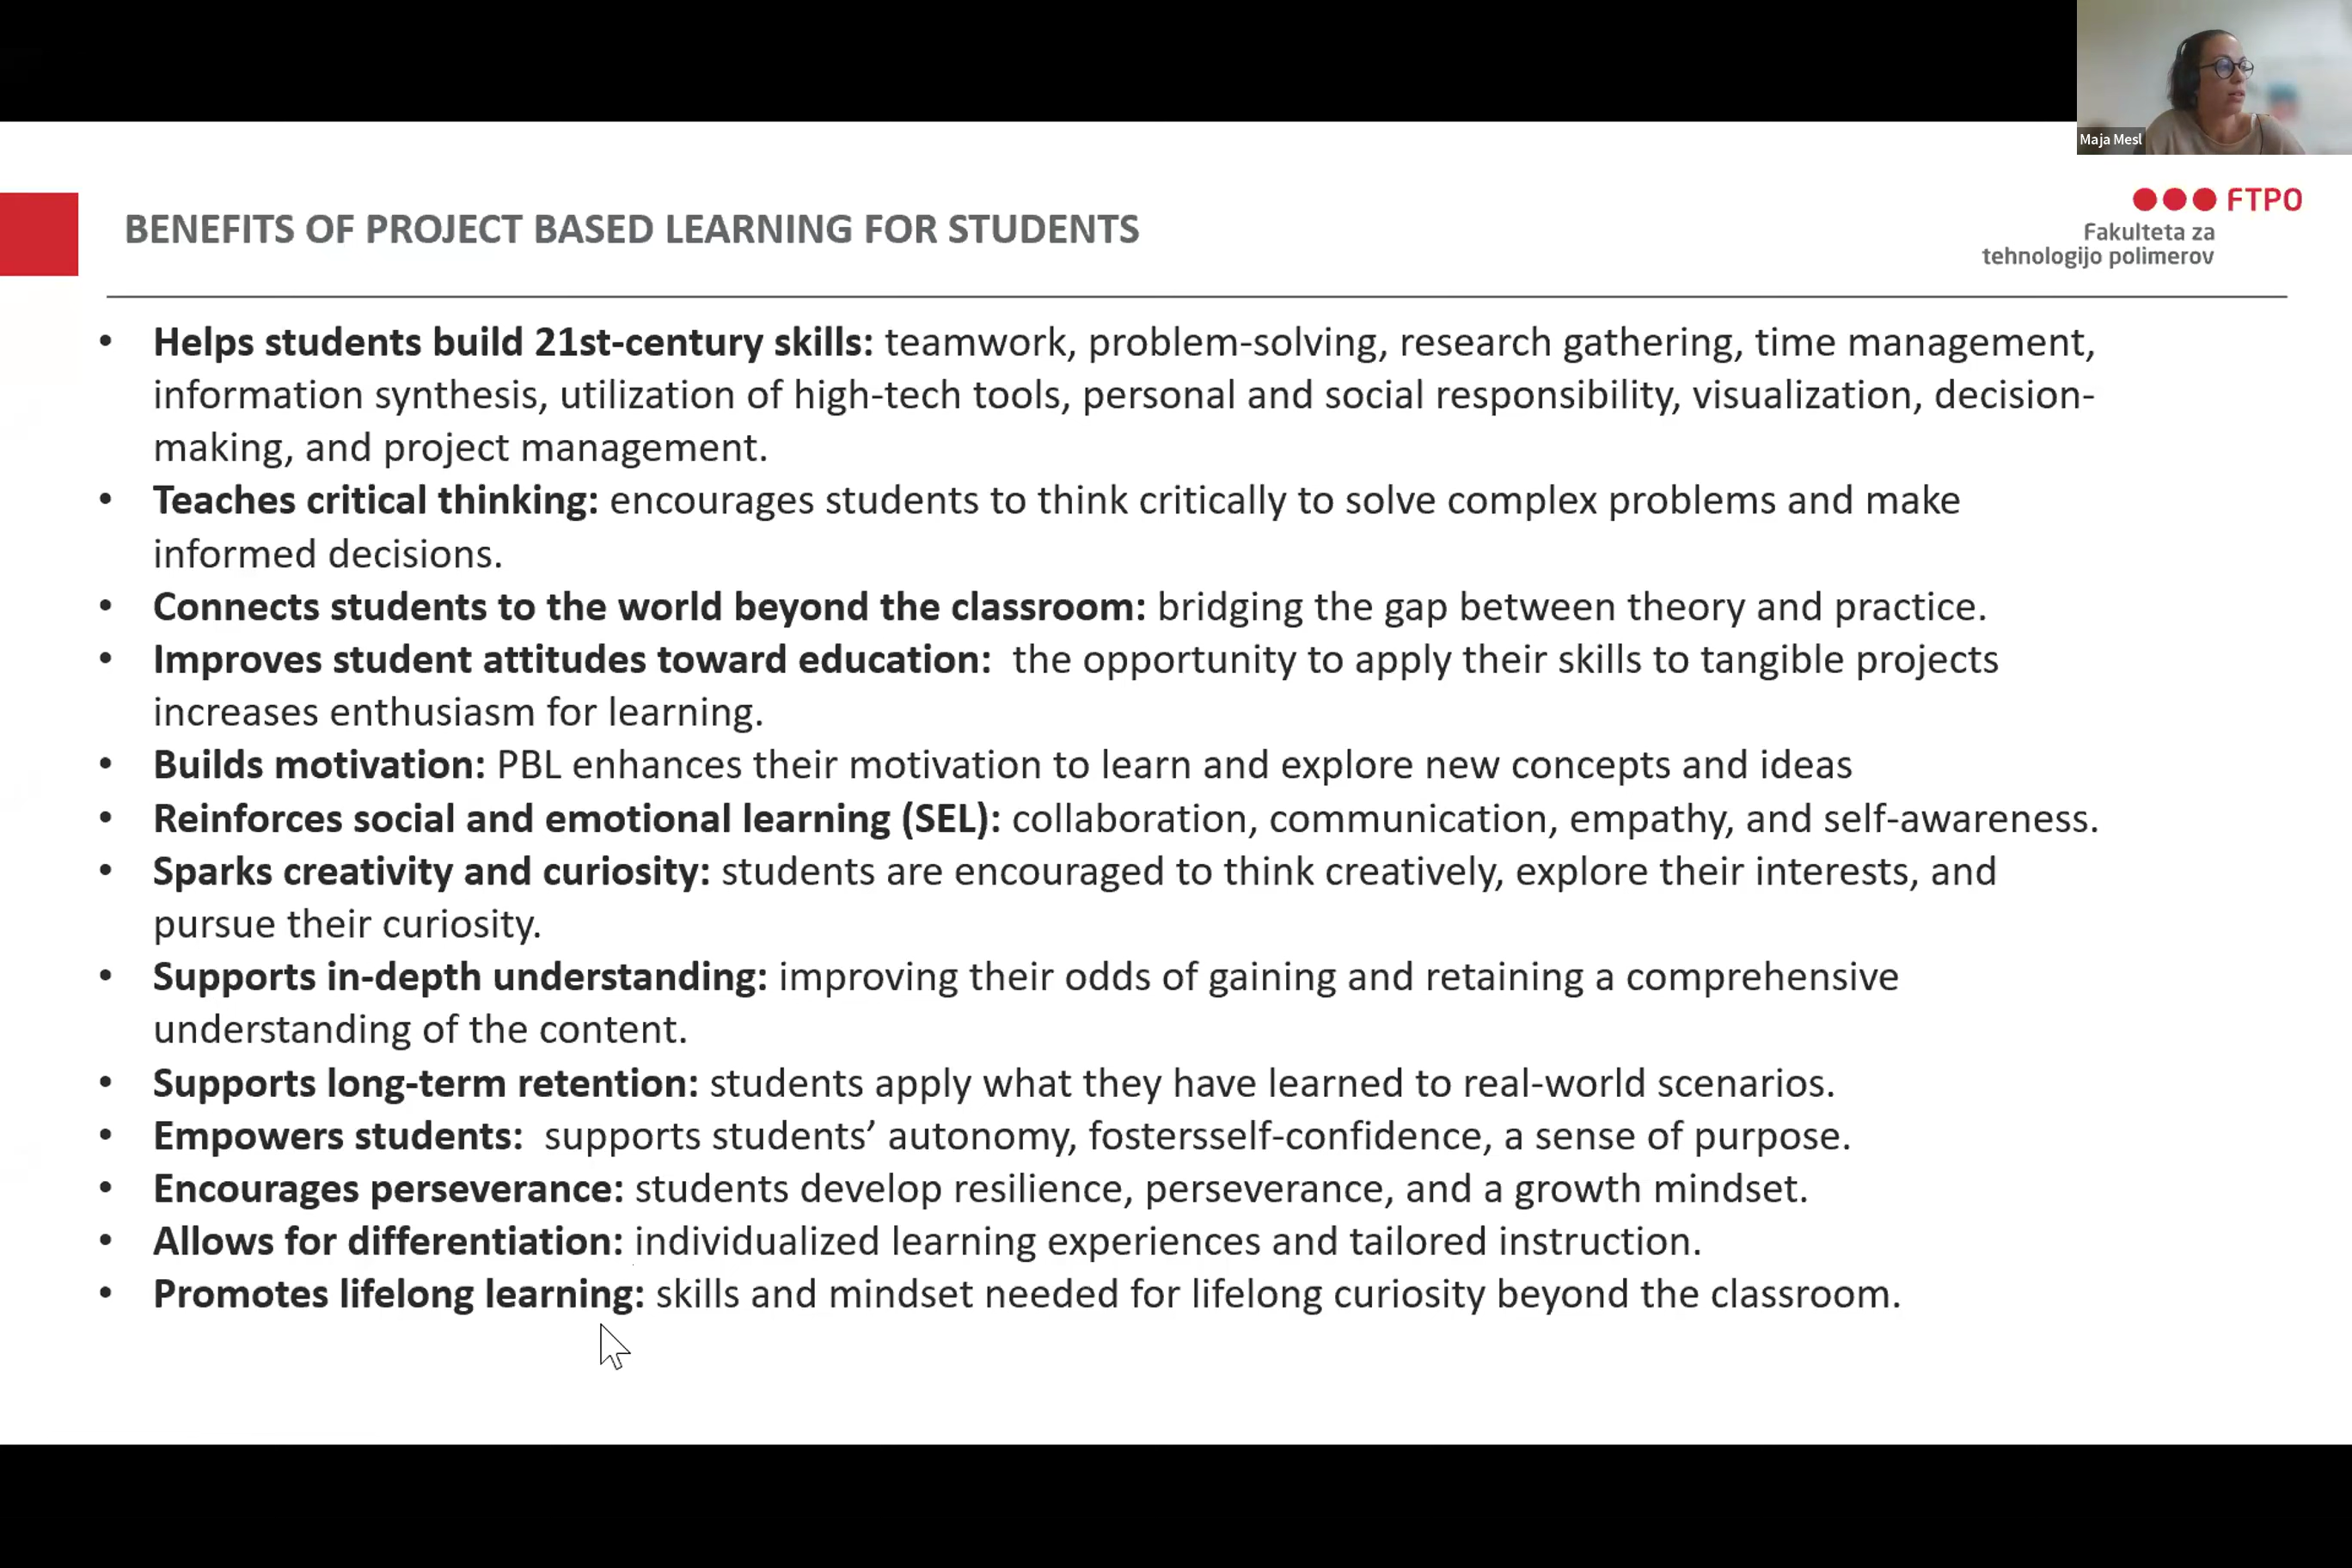 Maja Mesl
FTPO
Fakulteta za
tehnologijo polimerov
BENEFITS OF PROJECT BASED LEARNING FOR STUDENTS
• Helps students build 21st-century skills: teamwork, problem-solving, research gathering, time management,
information synthesis, utilization of high-tech tools, personal and social responsibility, visualization, decision-
making, and project management.
• Teaches critical thinking: encourages students to think critically to solve complex problems and make
informed decisions.
• Connects students to the world beyond the classroom: bridging the gap between theory and practice.
• Improves student attitudes toward education:  the opportunity to apply their skills to tangible projects
increases enthusiasm for learning.
• Builds motivation: PBL enhances their motivation to learn and explore new concepts and ideas
• Reinforces social and emotional learning (SEL): collaboration, communication, empathy, and self-awareness.
• Sparks creativity and curiosity: students are encouraged to think creatively, explore their interests, and
pursue their curiosity.
• Supports in-depth understanding: improving their odds of gaining and retaining a comprehensive
understanding of the content.
• Supports long-term retention: students apply what they have learned to real-world scenarios.
• Empowers students:  supports students’ autonomy, fostersself-confidence, a sense of purpose.
• Encourages perseverance: students develop resilience, perseverance, and a growth mindset.
• Allows for differentiation: individualized learning experiences and tailored instruction.
• Promotes lifelong learning: skills and mindset needed for lifelong curiosity beyond the classroom.